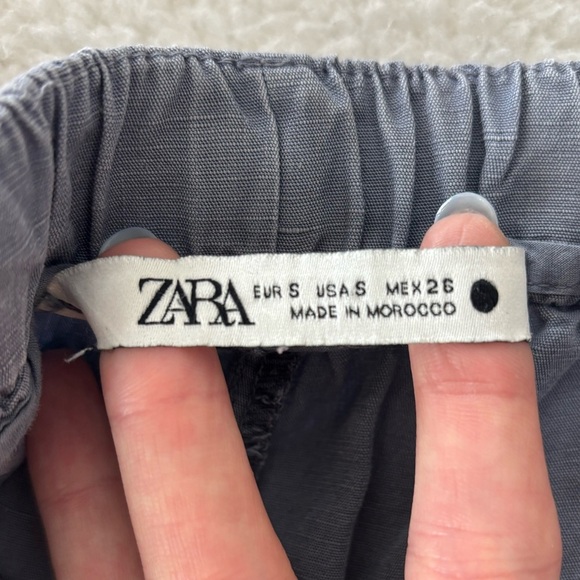 ZARA
EUR S USA S MEX 26
MADE IN MOROCCO